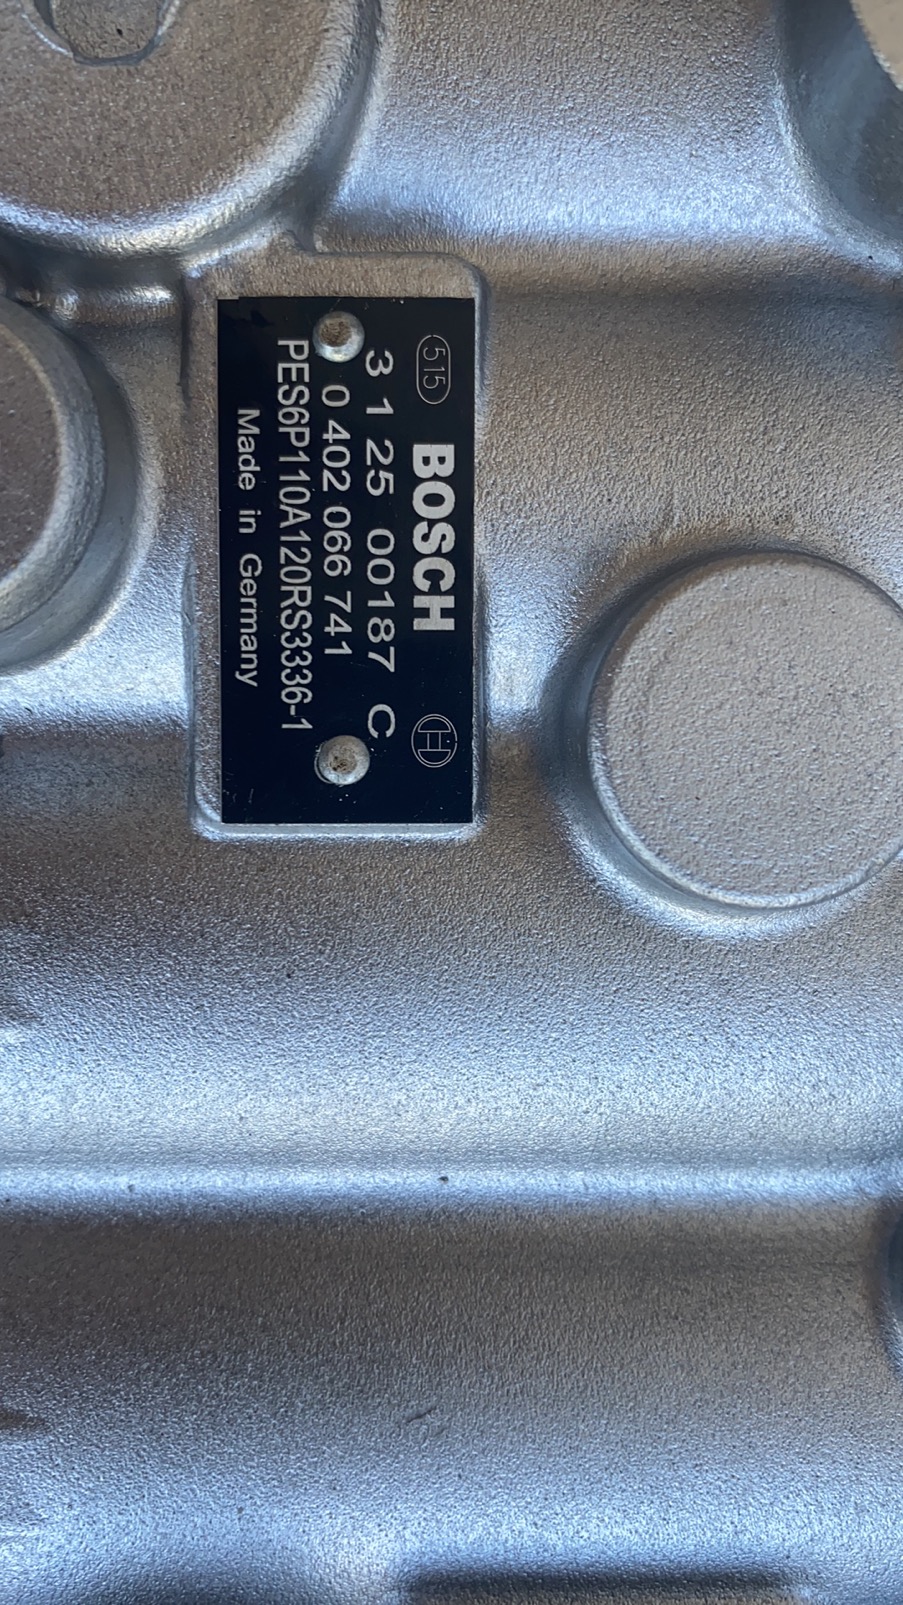 515 BOSCH
3 1 25 00187 C
0 402 066 741
PES6P110A120RS3336-1
Made in Germany